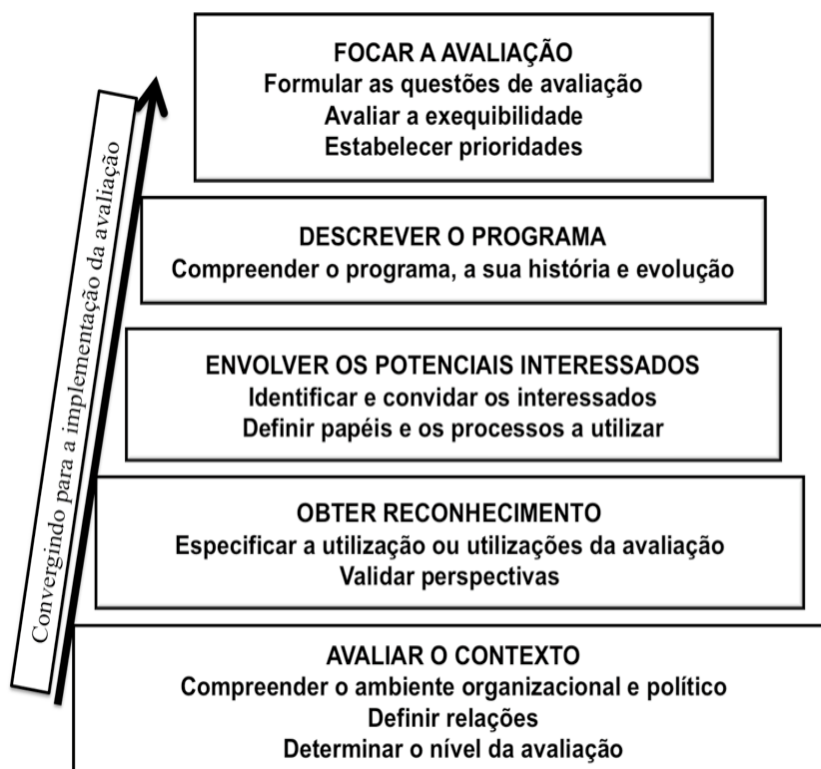 FOCAR A AVALIAÇÃO
Formular as questões de avaliação
Avaliar a exequibilidade
Estabelecer prioridades
DESCREVER O PROGRAMA
Compreender o programa, a sua história e evolução
ENVOLVER OS POTENCIAIS INTERESSADOS
Identificar e convidar os interessados
Definir papéis e os processos a utilizar
OBTER RECONHECIMENTO
Especificar a utilização ou utilizações da avaliação
Validar perspectivas
AVALIAR O CONTEXTO
Compreender o ambiente organizacional e político
Definir relações
Determinar o nível da avaliação
Convergindo para a implementação da avaliação